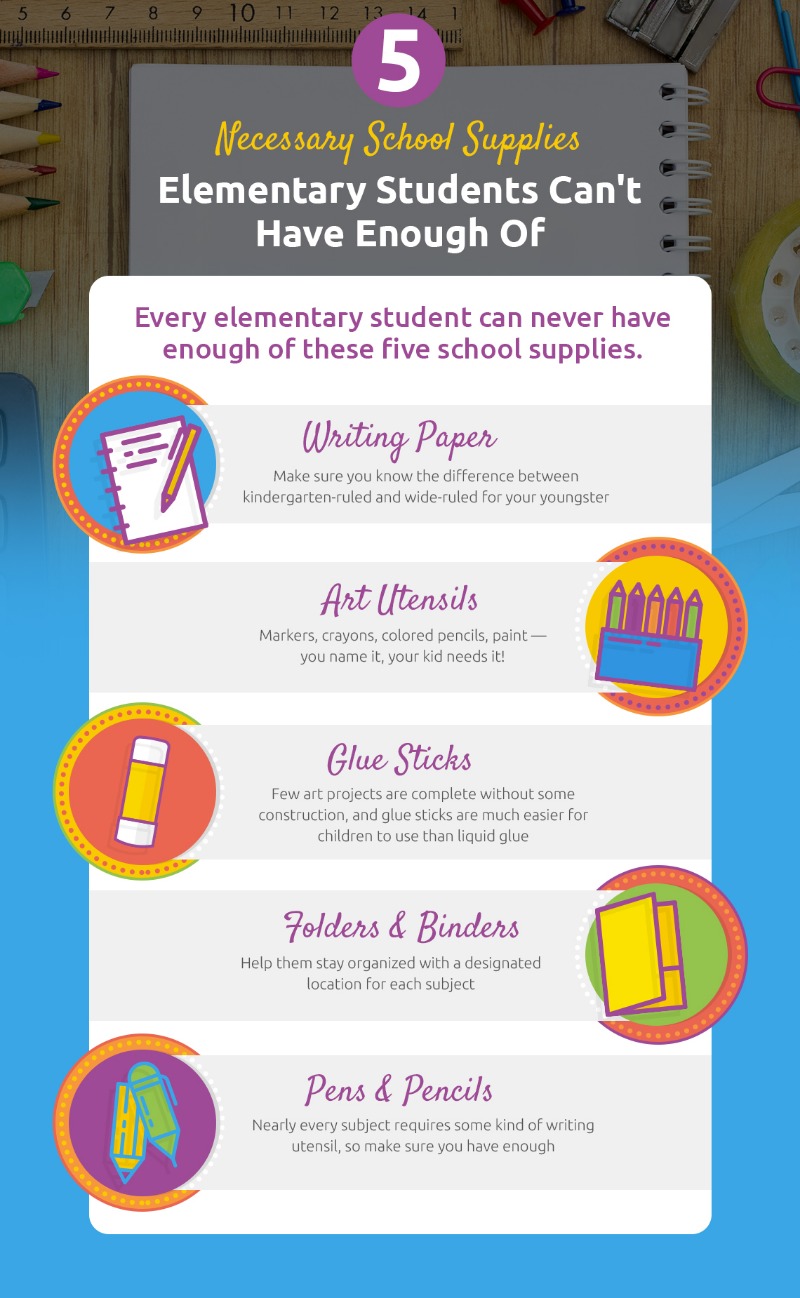 5 6 7 8 9 10 11 12 13 14 1
5
Necessary School Supplies
Elementary Students Can't
Have Enough Of
Every elementary student can never have
enough of these five school supplies.
Writing Paper
Make sure you know the difference between
kindergarten-ruled and wide-ruled for your youngster
Art Utensils
Markers, crayons, colored pencils, paint —
you name it, your kid needs it!
Glue Sticks
Few art projects are complete without some
construction, and glue sticks are much easier for
children to use than liquid glue
Folders & Binders
Help them stay organized with a designated
location for each subject
Pens & Pencils
Nearly every subject requires some kind of writing
utensil, so make sure you have enough